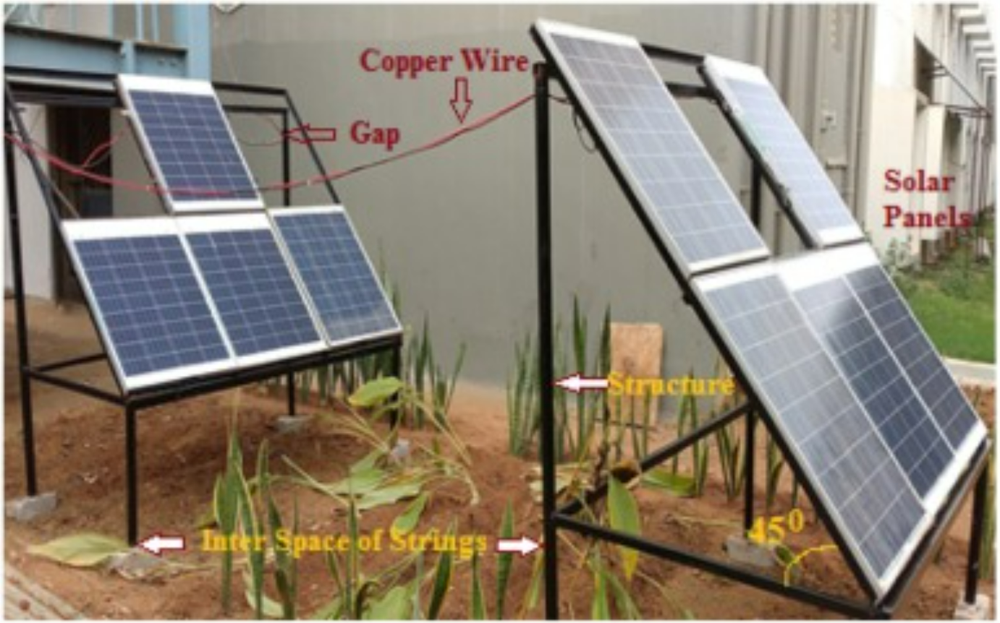 Copper Wire
Gap
Solar
Panels
Structure
45⁰
Inter Space of Strings